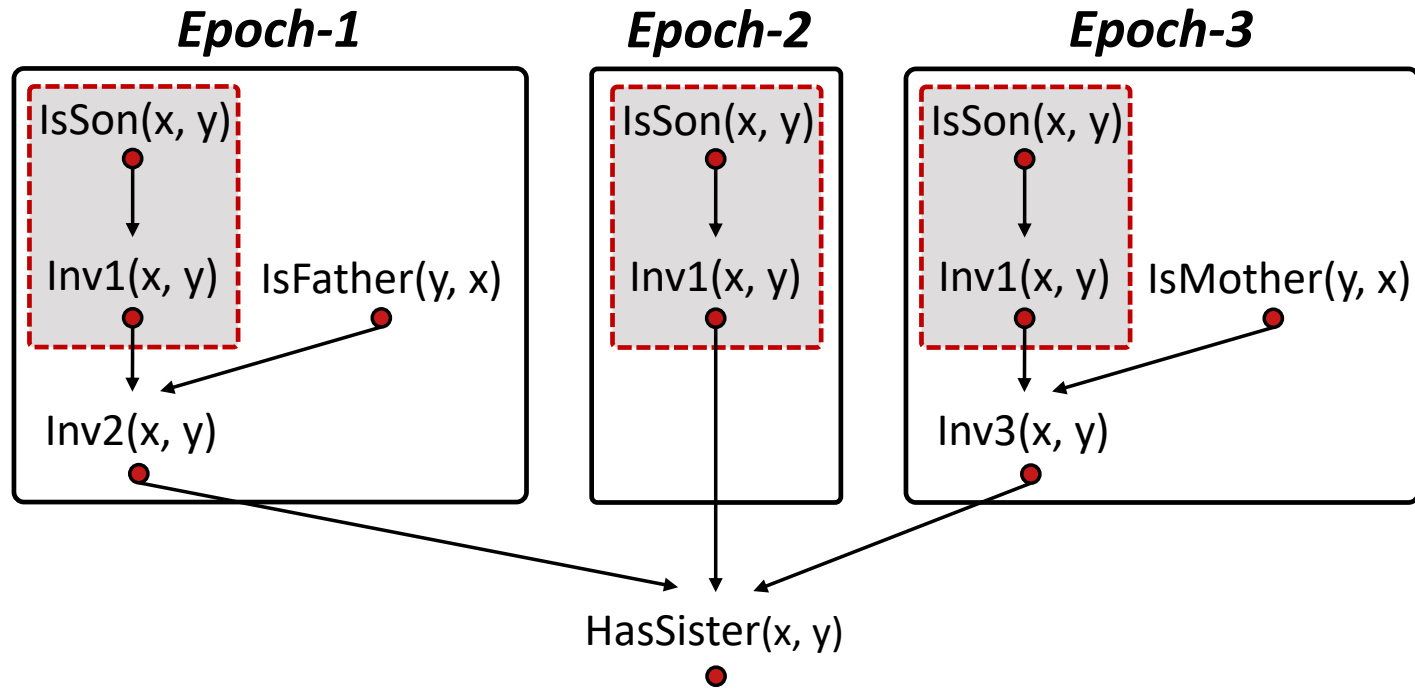 Epoch-1
Epoch-2
Epoch-3
IsSon(x, y)
IsSon(x, y)
IsSon(x, y)
Inv1(x, y)
IsFather(y, x)
Inv1(x, y)
Inv1(x, y)
IsMother(y, x)
Inv2(x, y)
Inv3(x, y)
HasSister(x, y)